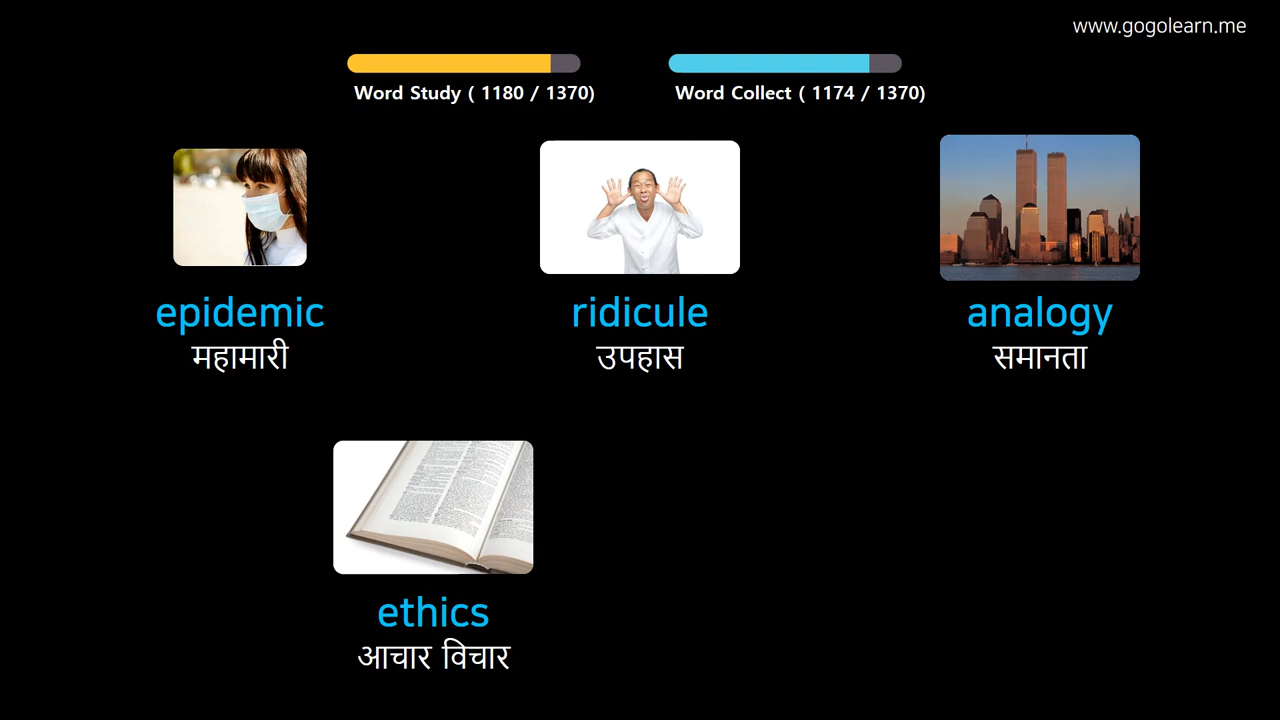 www.gogolearn.me
Word Study ( 1180 / 1370)
Word Collect ( 1174 / 1370)
epidemic
महामारी
ridicule
उपहास
analogy
समानता
ethics
आचार विचार